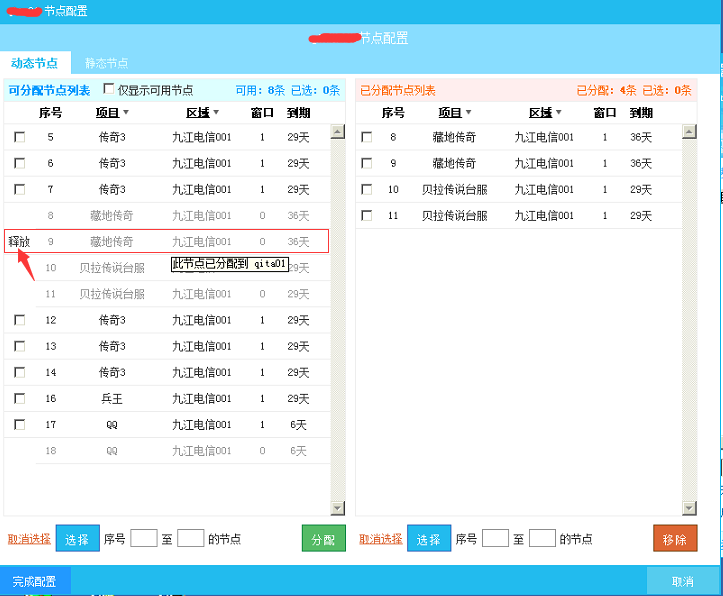 节点配置
节点配置
动态节点 静态节点
可分配节点列表 仅显示可用节点 可用: 8条 已选: 0条
序号 项目 区域 窗口 到期
5 传奇3 九江电信001 1 29天
6 传奇3 九江电信001 1 29天
7 传奇3 九江电信001 1 29天
8 藏地传奇 九江电信001 0 36天
释放 9 藏地传奇 九江电信001 0 36天
10 贝拉传说台服 此节点已分配到 qita01 29天
11 贝拉传说台服 九江电信001 0 29天
12 传奇3 九江电信001 1 29天
13 传奇3 九江电信001 1 29天
14 传奇3 九江电信001 1 29天
16 兵王 九江电信001 1 29天
17 QQ 九江电信001 1 6天
18 QQ 九江电信001 0 6天
取消选择 选择 序号 至 的节点 分配
已分配节点列表 已分配: 4条 已选: 0条
序号 项目 区域 窗口 到期
8 藏地传奇 九江电信001 1 36天
9 藏地传奇 九江电信001 1 36天
10 贝拉传说台服 九江电信001 1 29天
11 贝拉传说台服 九江电信001 1 29天
取消选择 选择 序号 至 的节点 移除
完成配置 取消